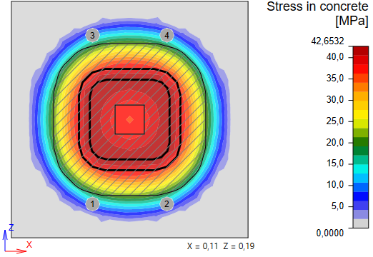 Stress in concrete
[MPa]
42,6532
40,0
35,0
30,0
25,0
20,0
15,0
10,0
5,0
0,0000
3 4
1 2
Z
X
X = 0,11 Z = 0,19